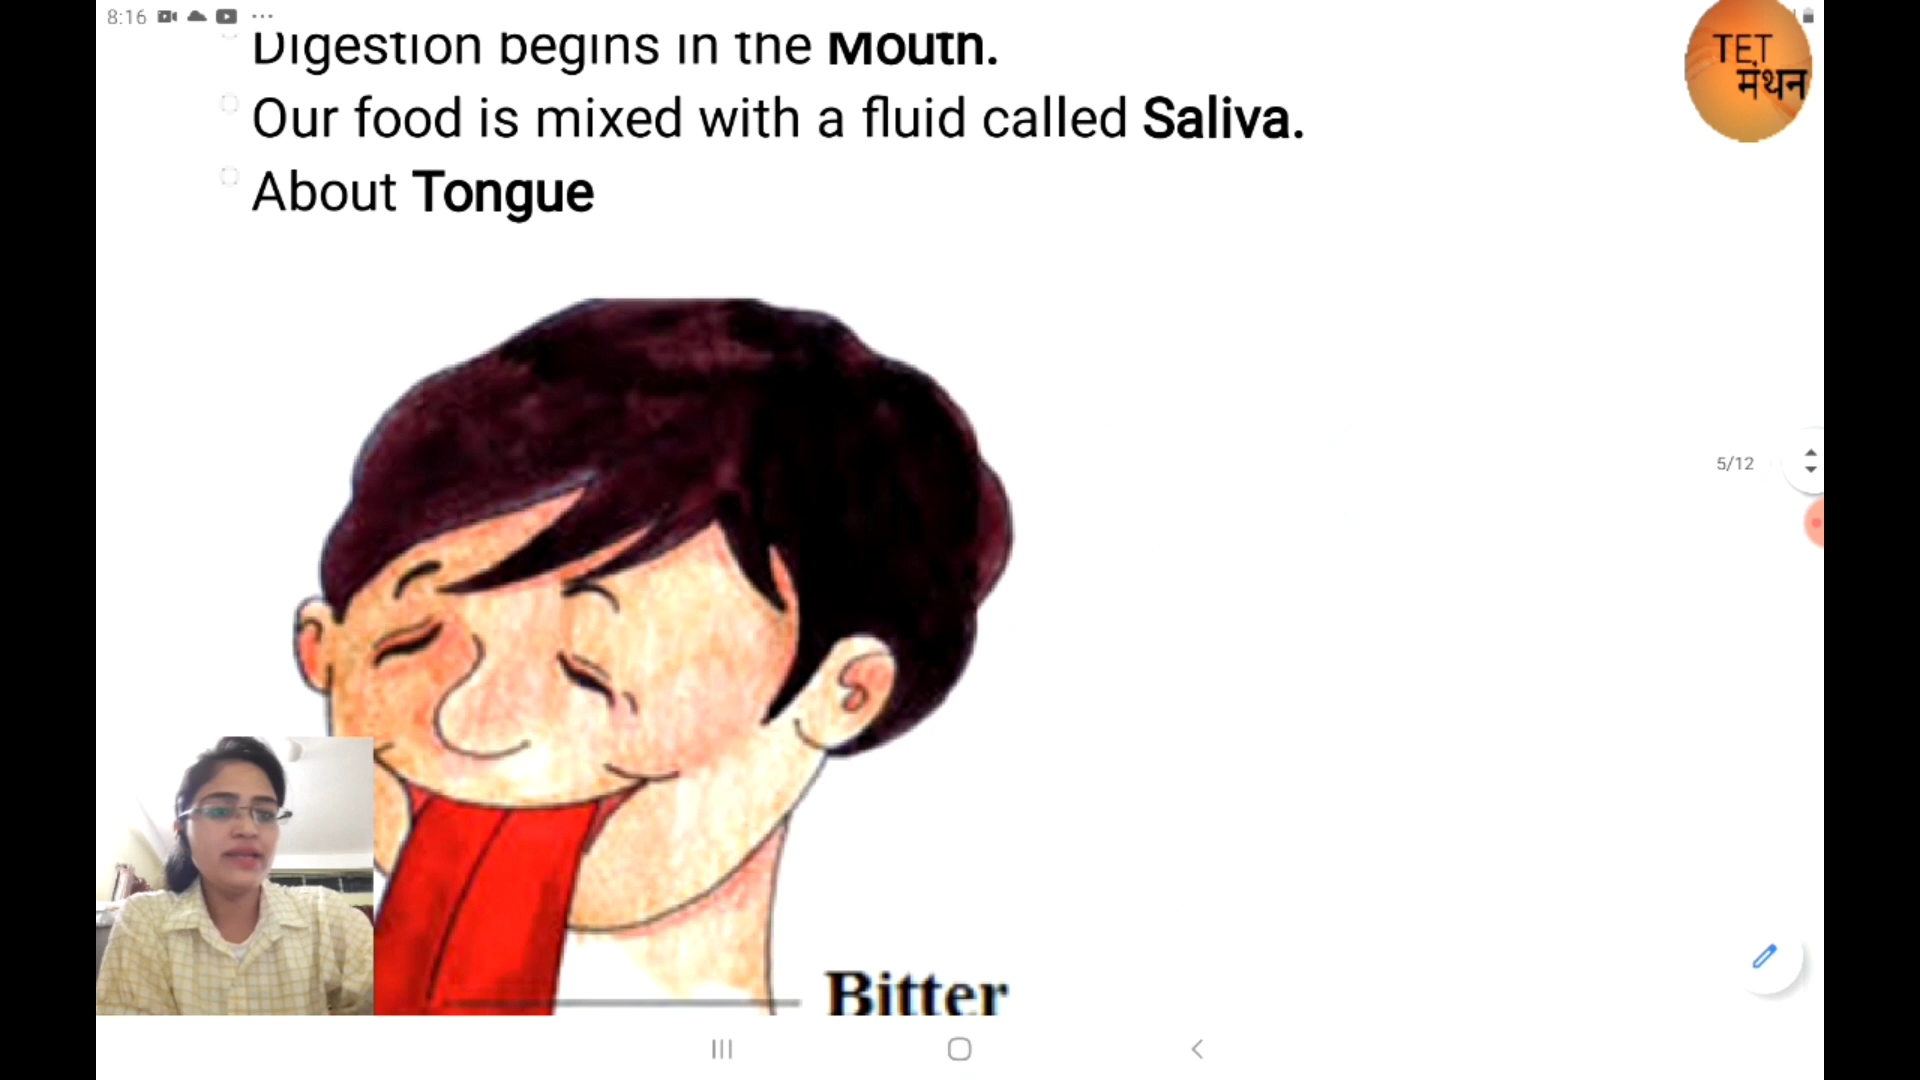 8:16
TET
मंथन
Digestion begins in the Mouth.
Our food is mixed with a fluid called Saliva.
About Tongue
5/12
Bitter